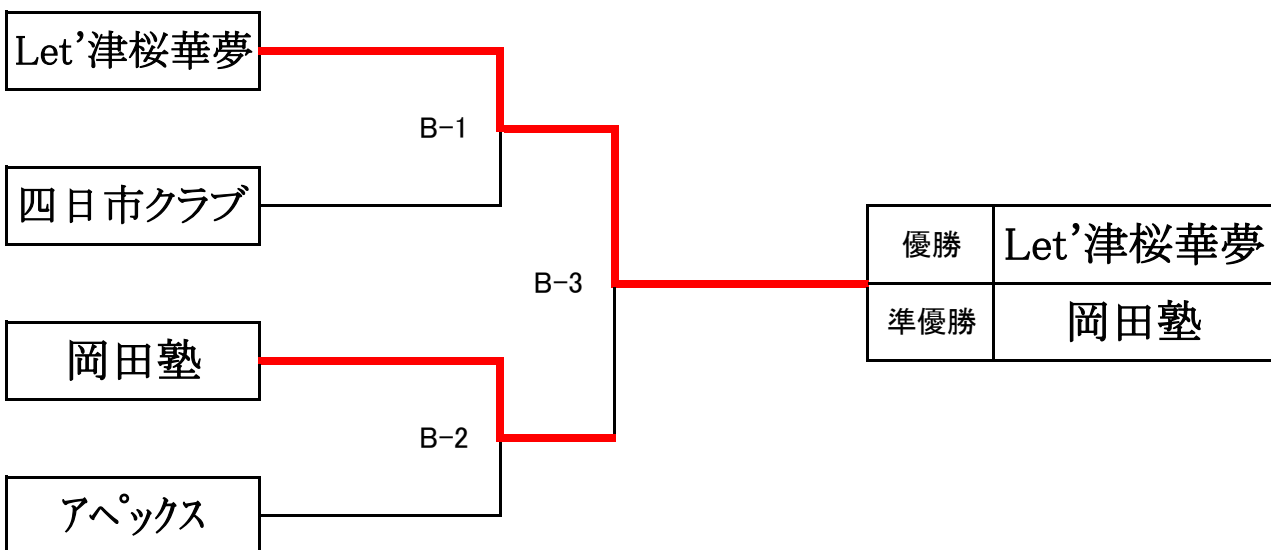 Let’津桜華夢
B-1
四日市クラブ
B-3
優勝 Let’津桜華夢
準優勝 岡田塾
岡田塾
B-2
アペックス